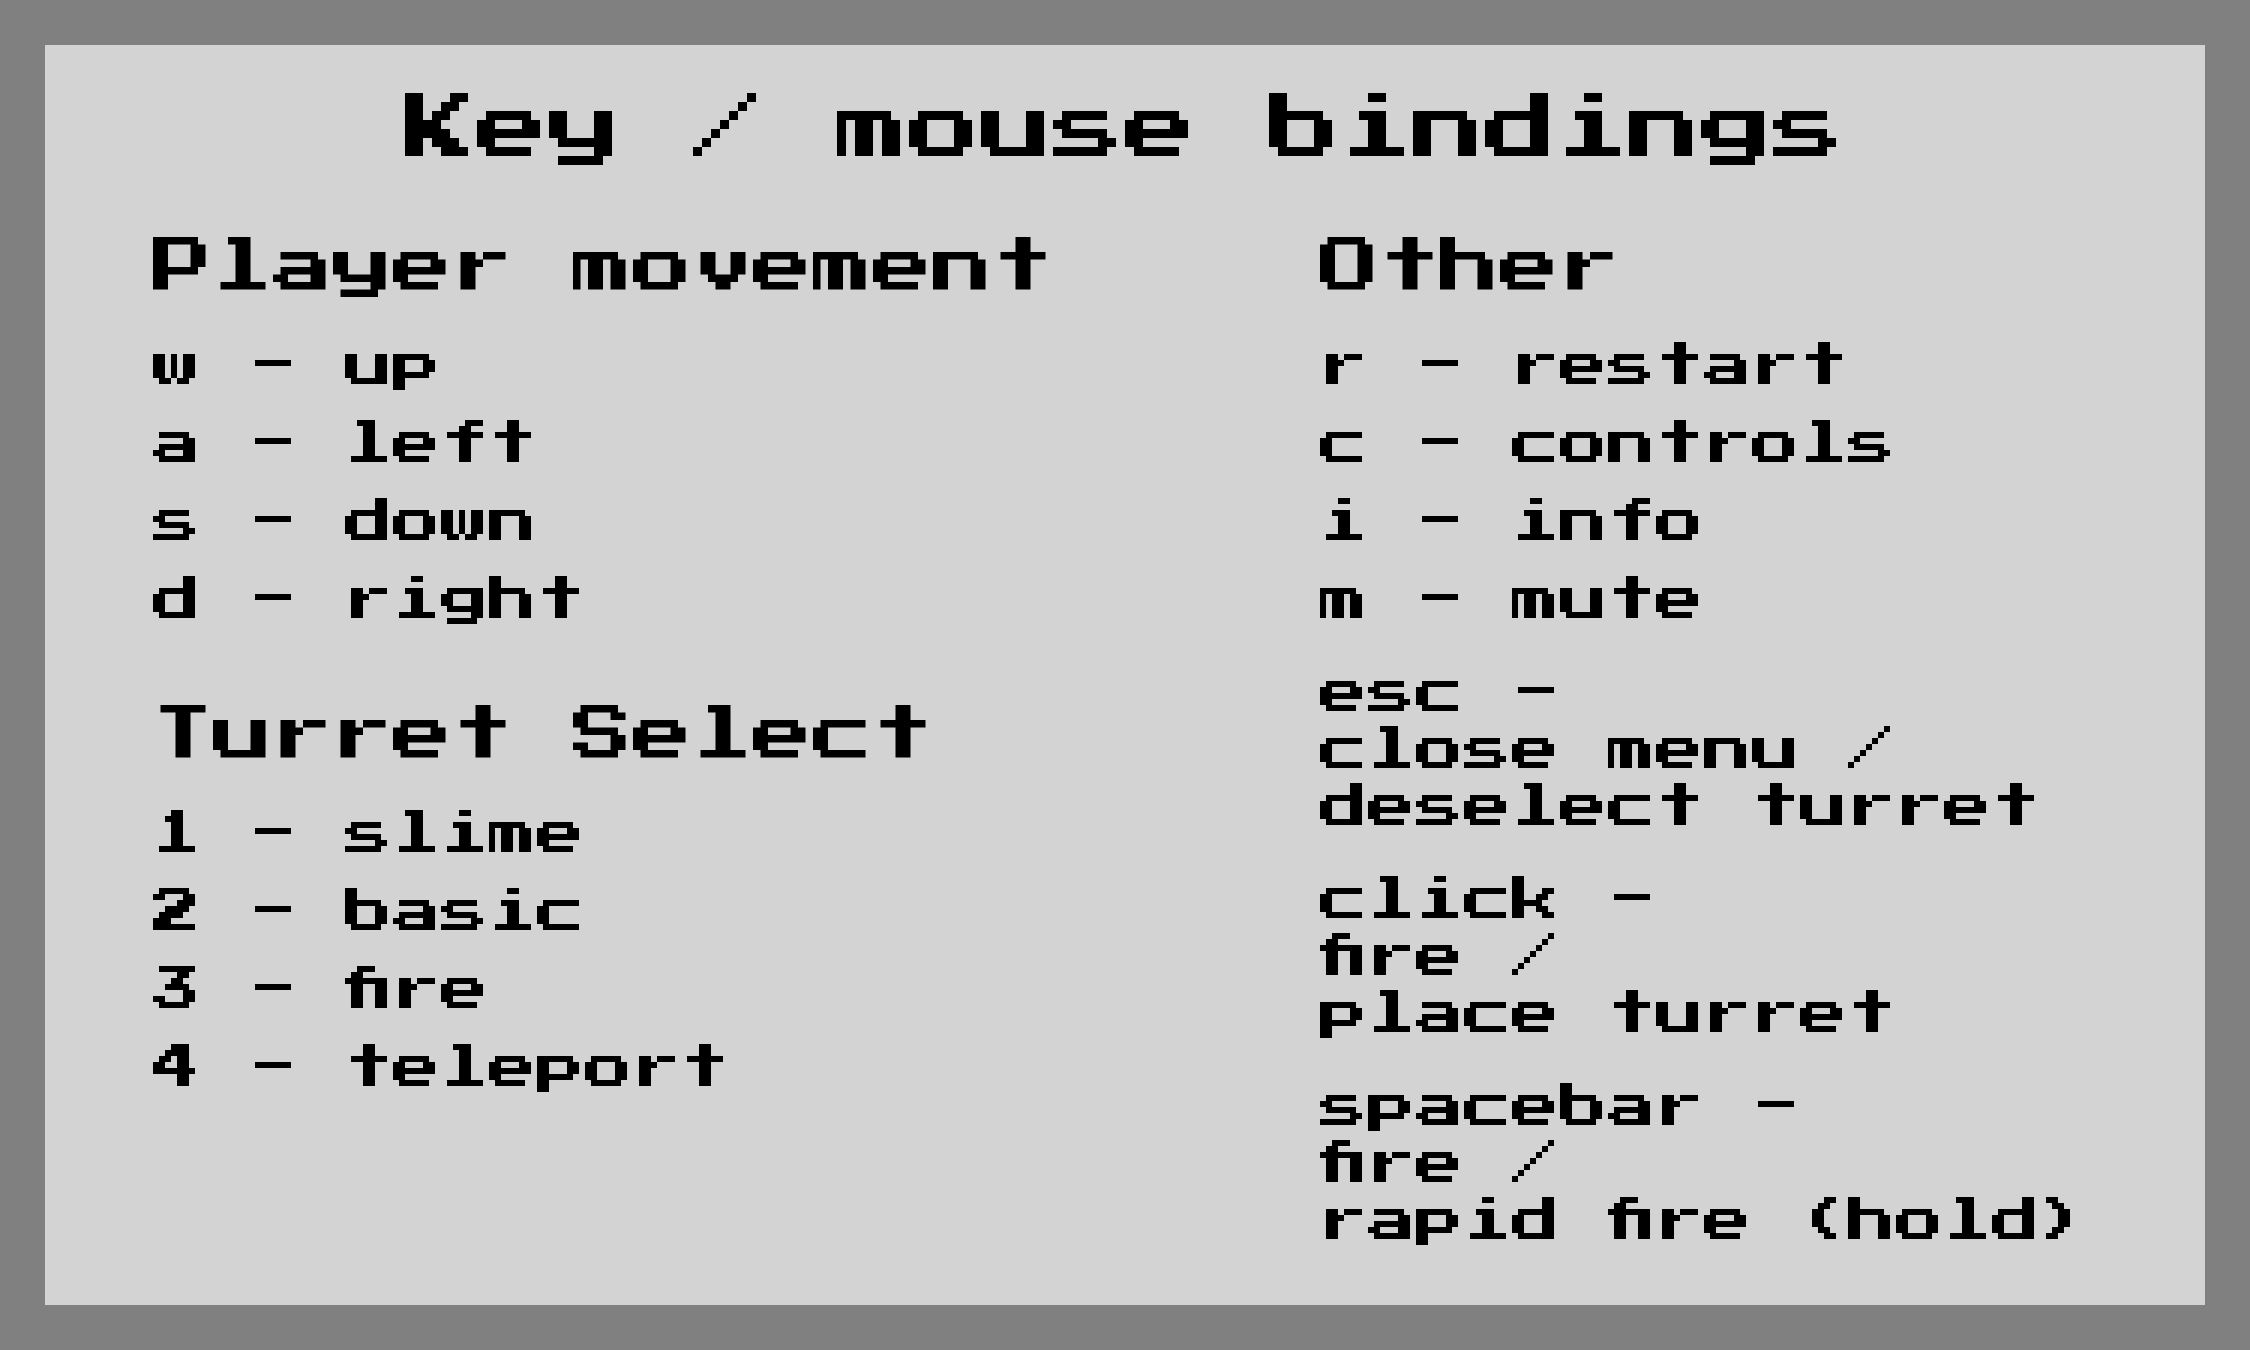 Key / mouse bindings
Player movement
w - up
a - left
s - down
d - right
Turret Select
1 - slime
2 - basic
3 - fire
4 - teleport
Other
r - restart
c - controls
i - info
m - mute
esc -
close menu /
deselect turret
click -
fire /
place turret
spacebar -
fire /
rapid fire (hold)